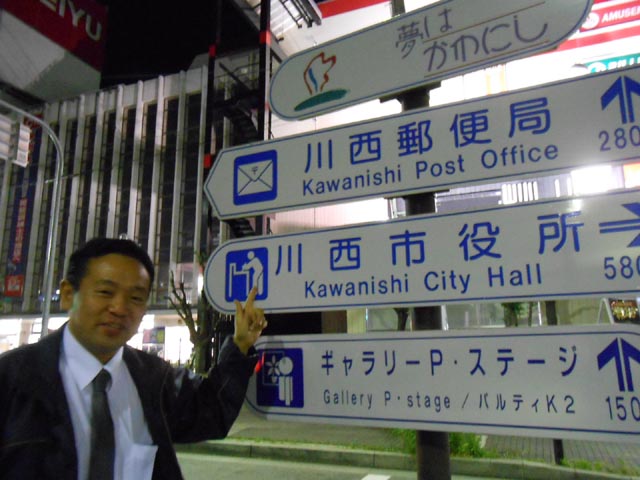 EIYU
AMUSE
夢は
かわにし
川西郵便局
Kawanishi Post Office
280
川西市役所
Kawanishi City Hall
580
ギャラリーP・ステージ
Gallery P・stage / パルティK2
150